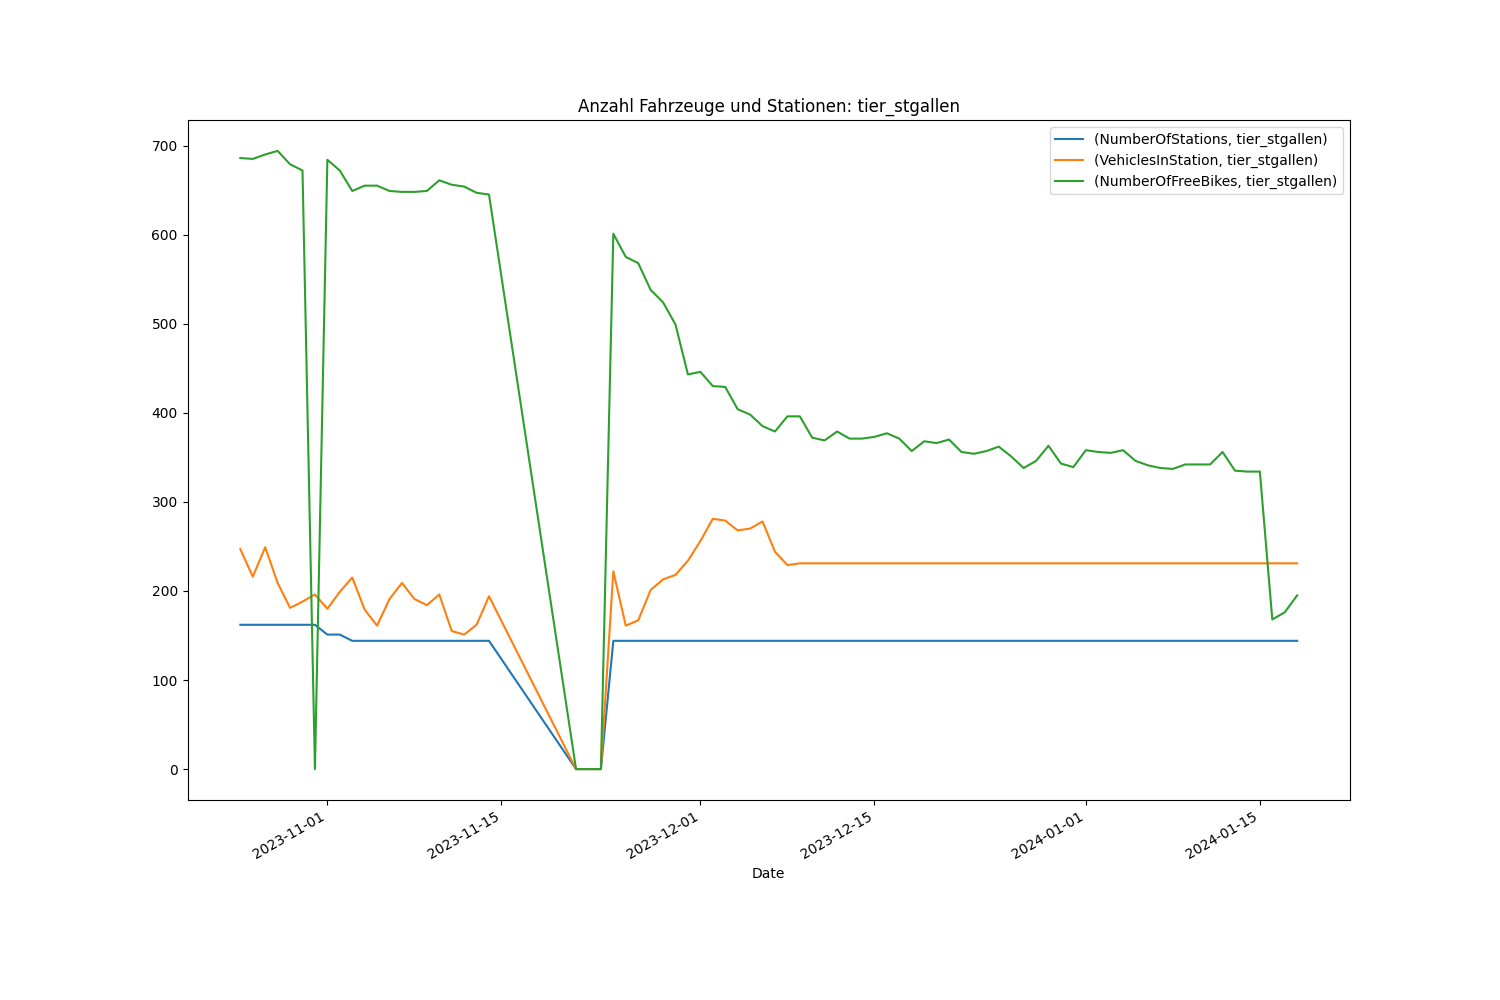 Anzahl Fahrzeuge und Stationen: tier_stgallen
(NumberOfStations, tier_stgallen)
(VehiclesInStation, tier_stgallen)
(NumberOfFreeBikes, tier_stgallen)
700
600
500
400
300
200
100
0
2023-11-01
2023-11-15
2023-12-01
2023-12-15
2024-01-01
2024-01-15
Date